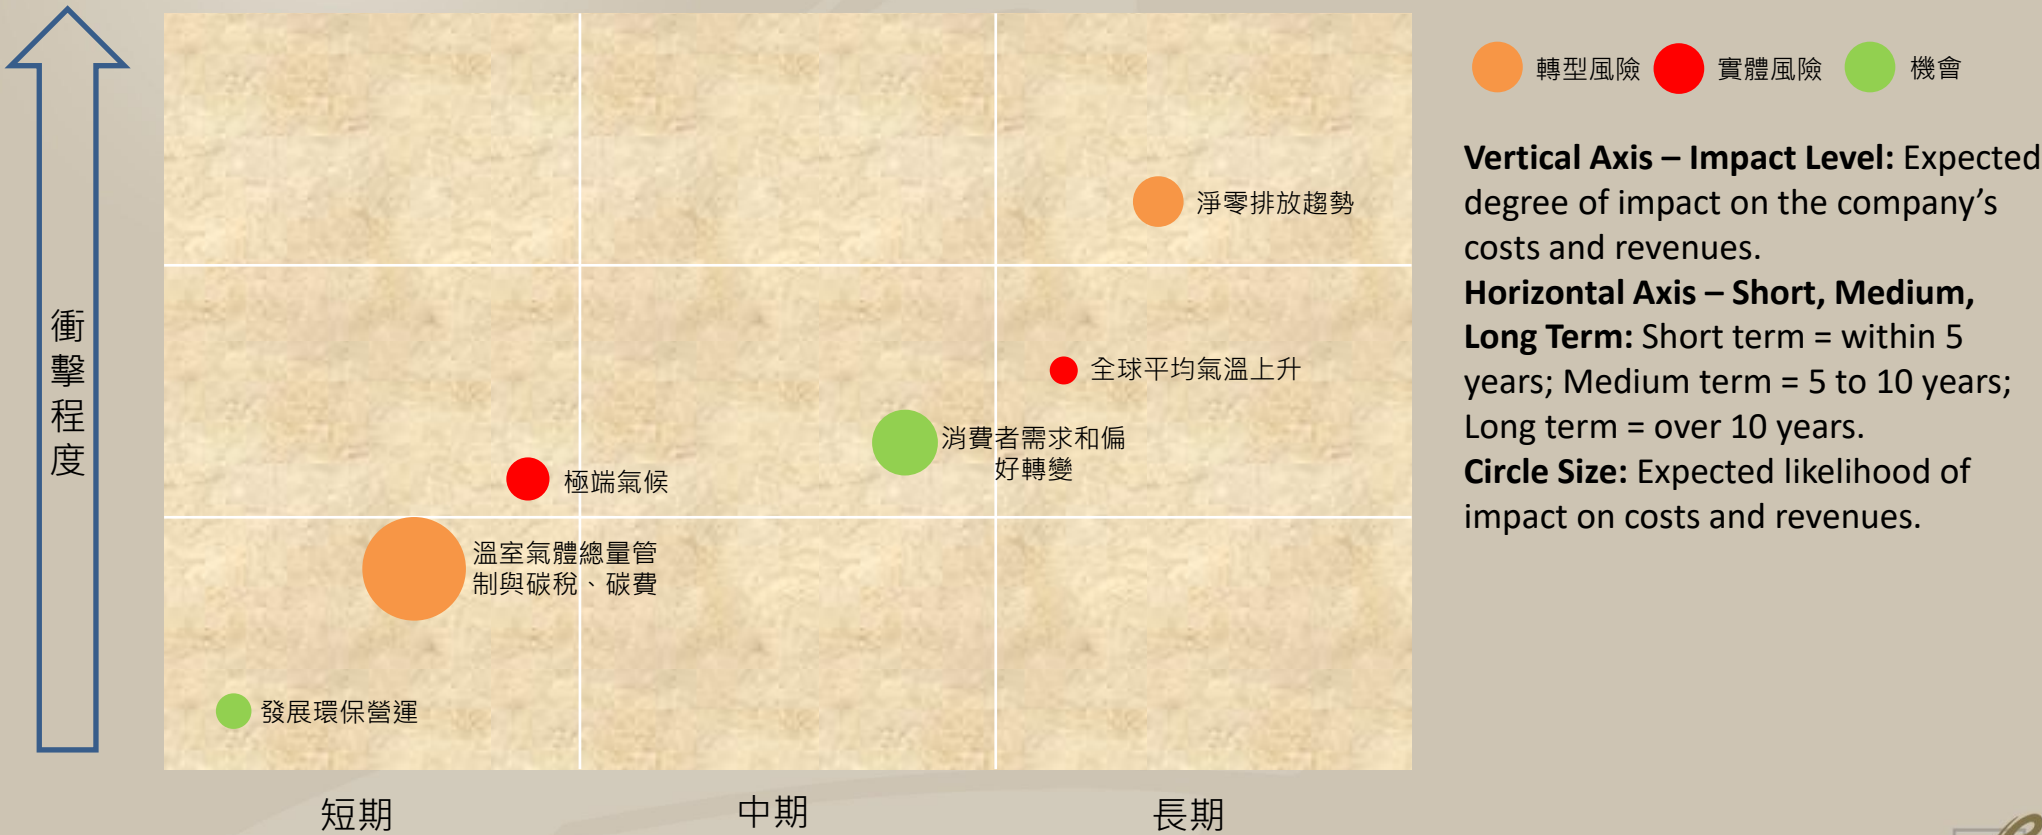 衝擊程度
淨零排放趨勢
全球平均氣溫上升
消費者需求和偏
好轉變
極端氣候
溫室氣體總量管
制與碳稅、碳費
發展環保營運
短期
中期
長期
轉型風險
實體風險
機會
Vertical Axis – Impact Level: Expected
degree of impact on the company’s
costs and revenues.
Horizontal Axis – Short, Medium,
Long Term: Short term = within 5
years; Medium term = 5 to 10 years;
Long term = over 10 years.
Circle Size: Expected likelihood of
impact on costs and revenues.